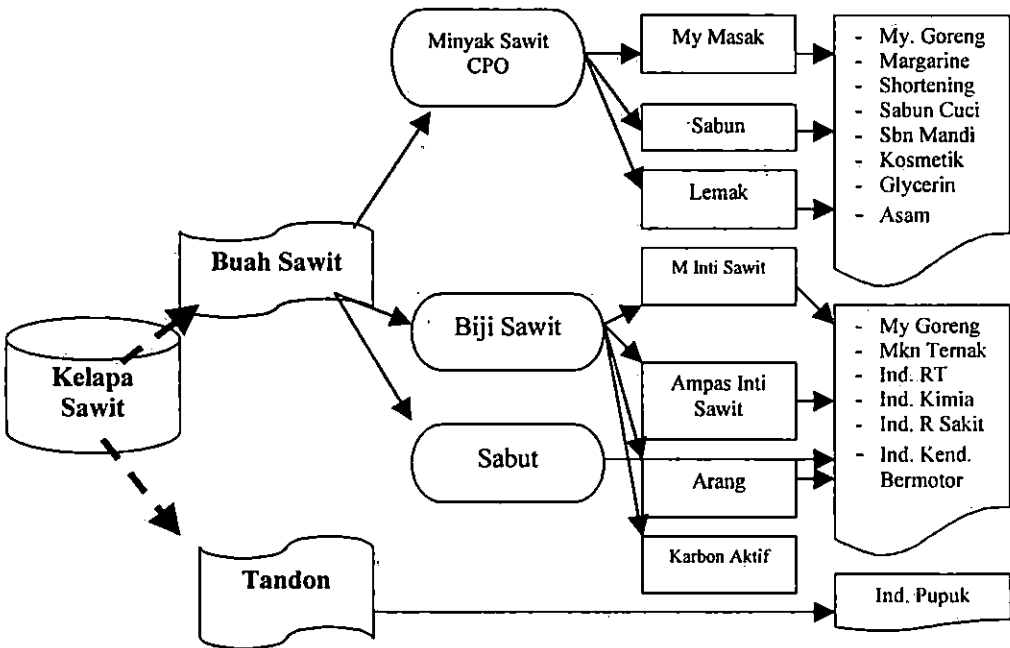 Minyak Sawit
CPO
My Masak
Sabun
Lemak
- My. Goreng
- Margarine
- Shortening
- Sabun Cuci
- Sbn Mandi
- Kosmetik
- Glycerin
- Asam
Buah Sawit
M Inti Sawit
Biji Sawit
Kelapa
Sawit
Ampas Inti
Sawit
Sabut
Arang
Karbon Aktif
- My Goreng
- Mkn Ternak
- Ind. RT
- Ind. Kimia
- Ind. R Sakit
- Ind. Kend.
Bermotor
Tandon
Ind. Pupuk